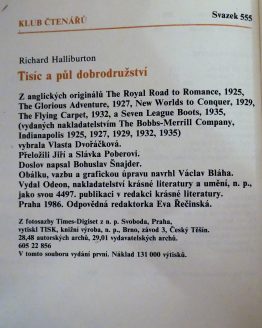 KLUB ČTENÁŘŮ
Svazek 555
Richard Halliburton
Tisíc a půl dobrodružství
Z anglických originálů The Royal Road to Romance, 1925,
The Glorious Adventure, 1927, New Worlds to Conquer, 1929,
The Flying Carpet, 1932, a Seven League Boots, 1935,
(vydaných nakladatelstvím The Bobbs-Merrill Company,
Indianapolis 1925, 1927, 1929, 1932, 1935)
vybrala Vlasta Dvořáčková.
Přeložili Jiří a Slávka Poberovi.
Doslov napsal Bohuslav Šnajder.
Obálku, vazbu a grafickou úpravu navrhl Václav Bláha.
Vydal Odeon, nakladatelství krásné literatury a umění, n. p.,
jako svou 4497. publikaci v redakci krásné literatury.
Praha 1986. Odpovědná redaktorka Eva Řečinská.
Z fotosazby Times-Digiset z n. p. Svoboda, Praha,
vytiskl TISK, knižní výroba, n. p., Brno, závod 3, Český Těšín.
28,48 autorských archů, 29,01 vydavatelských archů.
605 22 856
V tomto souboru vydání první. Náklad 131 000 výtisků.